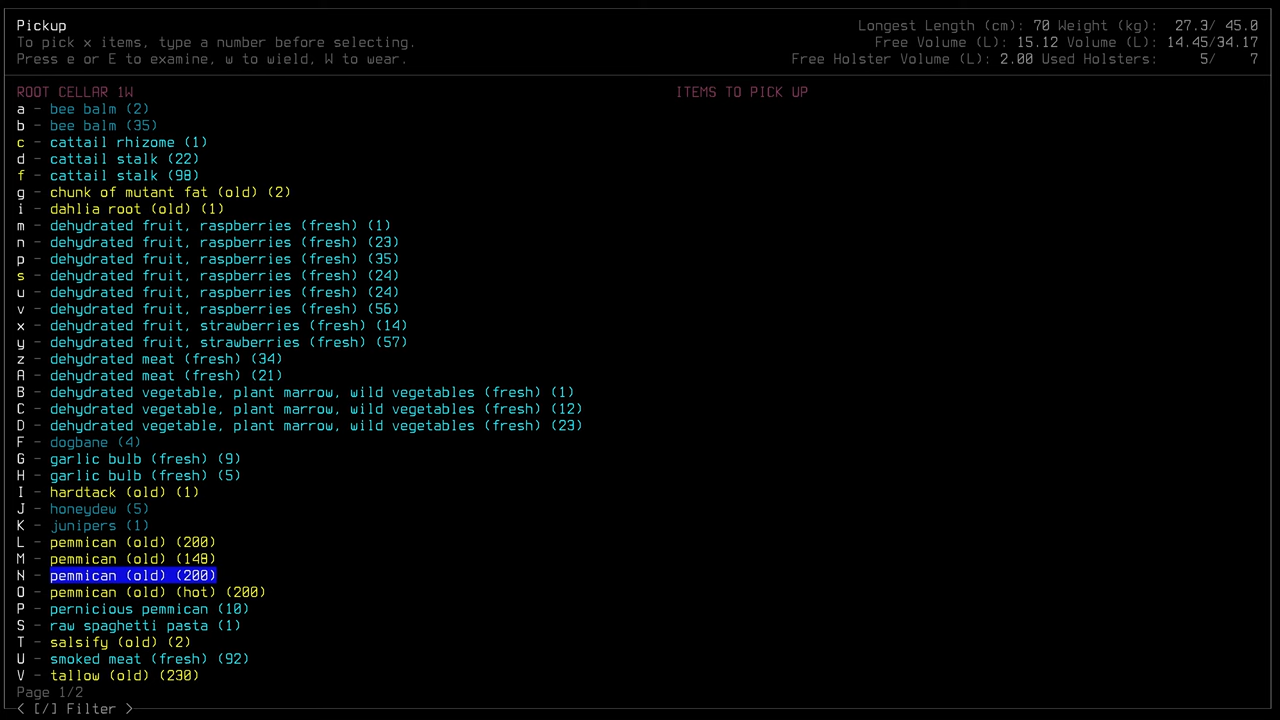 Pickup
To pick x items, type a number before selecting.
Press e or E to examine, w to wield, W to wear.
Longest Length (cm): 70 Weight (kg): 27.3/ 45.0
Free Volume (L): 15.12 Volume (L): 14.45/34.17
Free Holster Volume (L): 2.00 Used Holsters: 5/ 7
ROOT CELLAR 1W
ITEMS TO PICK UP
a - bee balm (2)
b - bee balm (35)
c - cattail rhizome (1)
d - cattail stalk (22)
f - cattail stalk (98)
g - chunk of mutant fat (old) (2)
i - dahlia root (old) (1)
m - dehydrated fruit, raspberries (fresh) (1)
n - dehydrated fruit, raspberries (fresh) (23)
p - dehydrated fruit, raspberries (fresh) (35)
s - dehydrated fruit, raspberries (fresh) (24)
u - dehydrated fruit, raspberries (fresh) (24)
v - dehydrated fruit, raspberries (fresh) (56)
x - dehydrated fruit, strawberries (fresh) (14)
y - dehydrated fruit, strawberries (fresh) (57)
z - dehydrated meat (fresh) (34)
A - dehydrated meat (fresh) (21)
B - dehydrated vegetable, plant marrow, wild vegetables (fresh) (1)
C - dehydrated vegetable, plant marrow, wild vegetables (fresh) (12)
D - dehydrated vegetable, plant marrow, wild vegetables (fresh) (23)
F - dogbane (4)
G - garlic bulb (fresh) (9)
H - garlic bulb (fresh) (5)
I - hardtack (old) (1)
J - honeydew (5)
K - junipers (1)
L - pemmican (old) (200)
M - pemmican (old) (148)
N - pemmican (old) (200)
O - pemmican (old) (hot) (200)
P - pernicious pemmican (10)
S - raw spaghetti pasta (1)
T - salsify (old) (2)
U - smoked meat (fresh) (92)
V - tallow (old) (230)
Page 1/2
< [/] Filter >